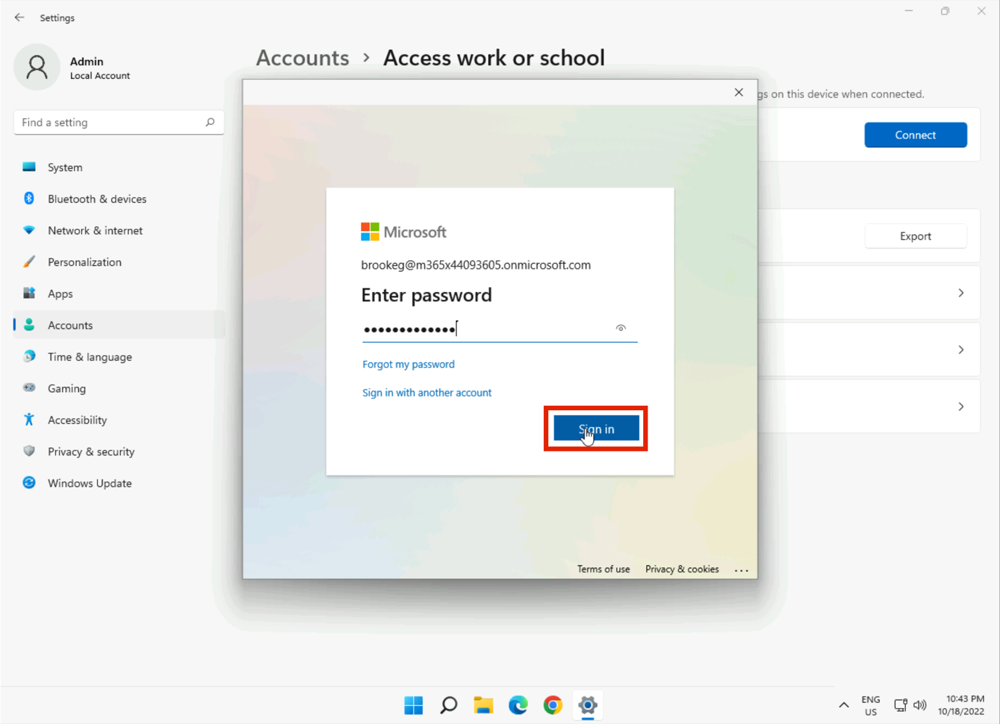 Settings
Admin
Local Account
Find a setting
System
Bluetooth & devices
Network & internet
Personalization
Apps
Accounts
Time & language
Gaming
Accessibility
Privacy & security
Windows Update
Accounts > Access work or school
gs on this device when connected.
Connect
Export
Microsoft
brookeg@m365x44093605.onmicrosoft.com
Enter password
Forgot my password
Sign in with another account
Sign in
Terms of use Privacy & cookies ...
ENG
US
10:43 PM
10/18/2022